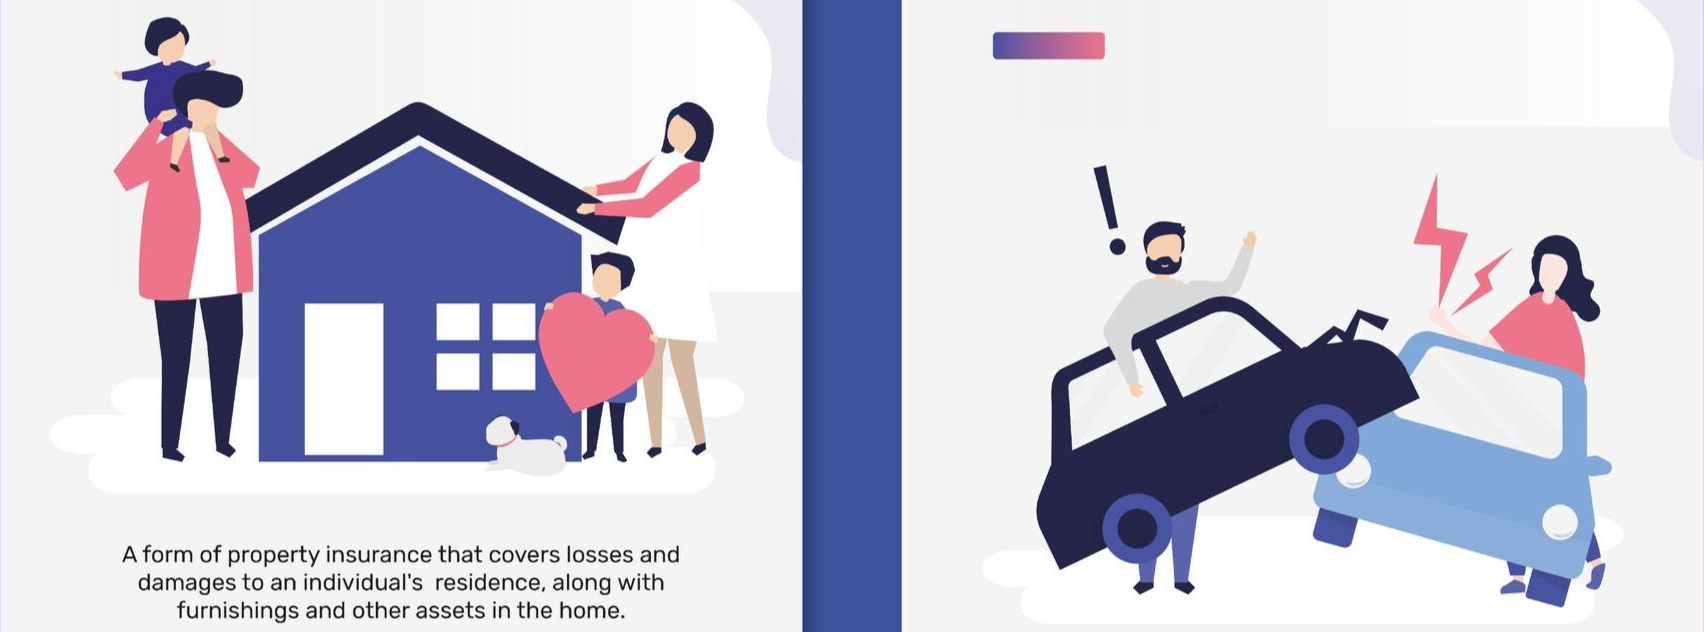 A form of property insurance that covers losses and
damages to an individual's residence, along with
furnishings and other assets in the home.